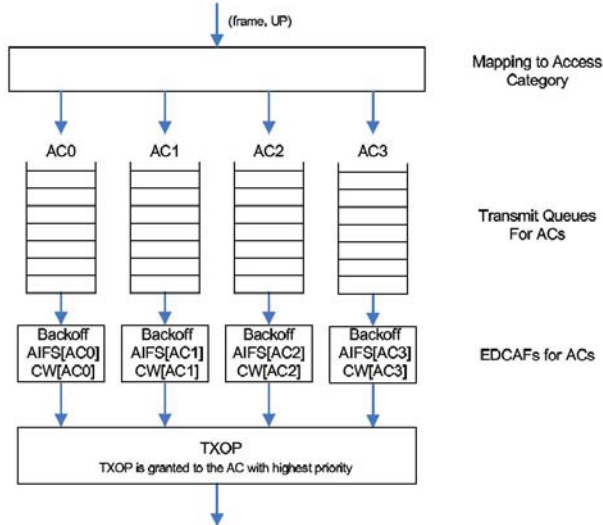 (frame, UP)
Mapping to Access
Category
AC0 AC1 AC2 AC3
Transmit Queues
For ACs
Backoff Backoff Backoff Backoff
AIFS[AC0] AIFS[AC1] AIFS[AC2] AIFS[AC3]
CW[AC0] CW[AC1] CW[AC2] CW[AC3]
EDCAFs for ACs
TXOP
TXOP is granted to the AC with highest priority